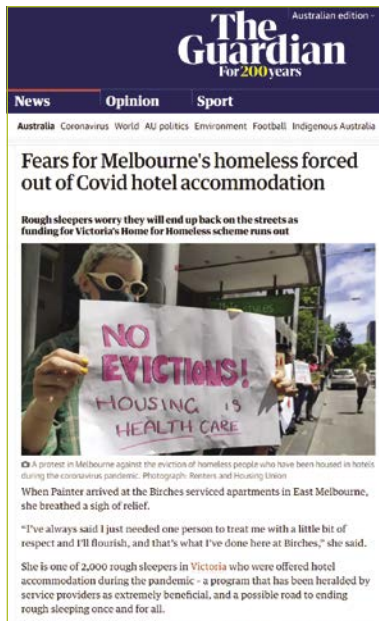 Australian edition -
The
Guardian
For 200 years
News Opinion Sport
Australia Coronavirus World AU politics Environment Football Indigenous Australia
Fears for Melbourne's homeless forced
out of Covid hotel accommodation
Rough sleepers worry they will end up back on the streets as
funding for Victoria's Home for Homeless scheme runs out
NO
EVICTIONS!
HOUSING IS
HEALTH CARE
A protest in Melbourne against the eviction of homeless people who have been housed in hotels
during the coronavirus pandemic. Photograph: Renters and Housing Union
When Painter arrived at the Birches serviced apartments in East Melbourne,
she breathed a sigh of relief.
"I've always said I just needed one person to treat me with a little bit of
respect and I'll flourish, and that's what I've done here at Birches," she said.
She is one of 2,000 rough sleepers in Victoria who were offered hotel
accommodation during the pandemic – a program that has been heralded by
service providers as extremely beneficial, and a possible road to ending
rough sleeping once and for all.